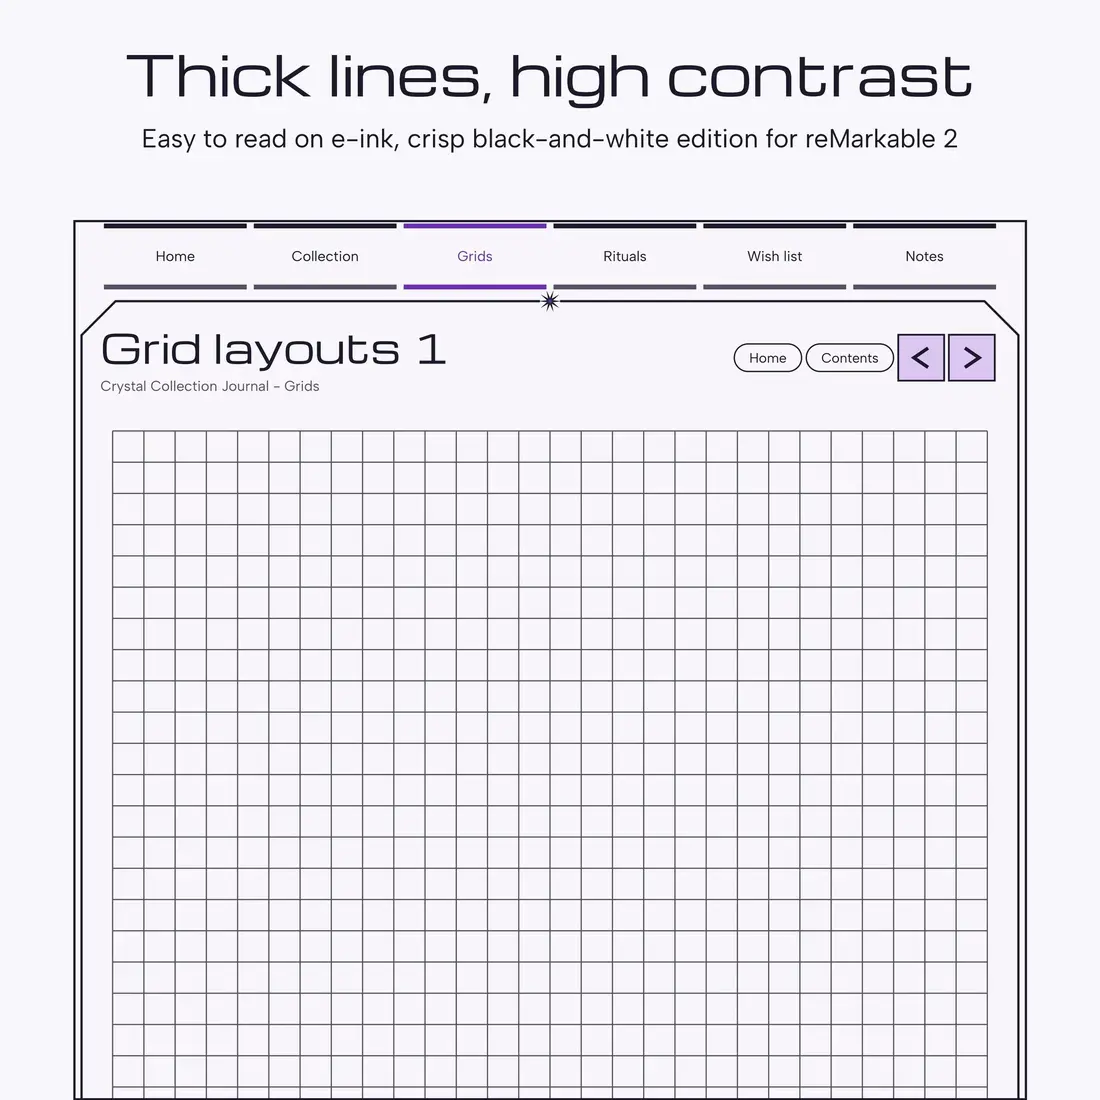 Thick lines, high contrast
Easy to read on e-ink, crisp black-and-white edition for reMarkable 2
Home Collection Grids Rituals Wish list Notes
Grid layouts 1
Home Contents < >
Crystal Collection Journal - Grids